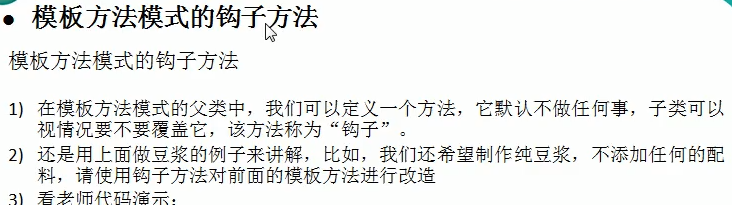 ● 模板方法模式的钩子方法
模板方法模式的钩子方法
1) 在模板方法模式的父类中，我们可以定义一个方法，它默认不做任何事，子类可以
视情况要不要覆盖它，该方法称为“钩子”。
2) 还是用上面做豆浆的例子来讲解，比如，我们还希望制作纯豆浆，不添加任何的配
料，请使用钩子方法对前面的模板方法进行改造
3) 看老师代码演示：